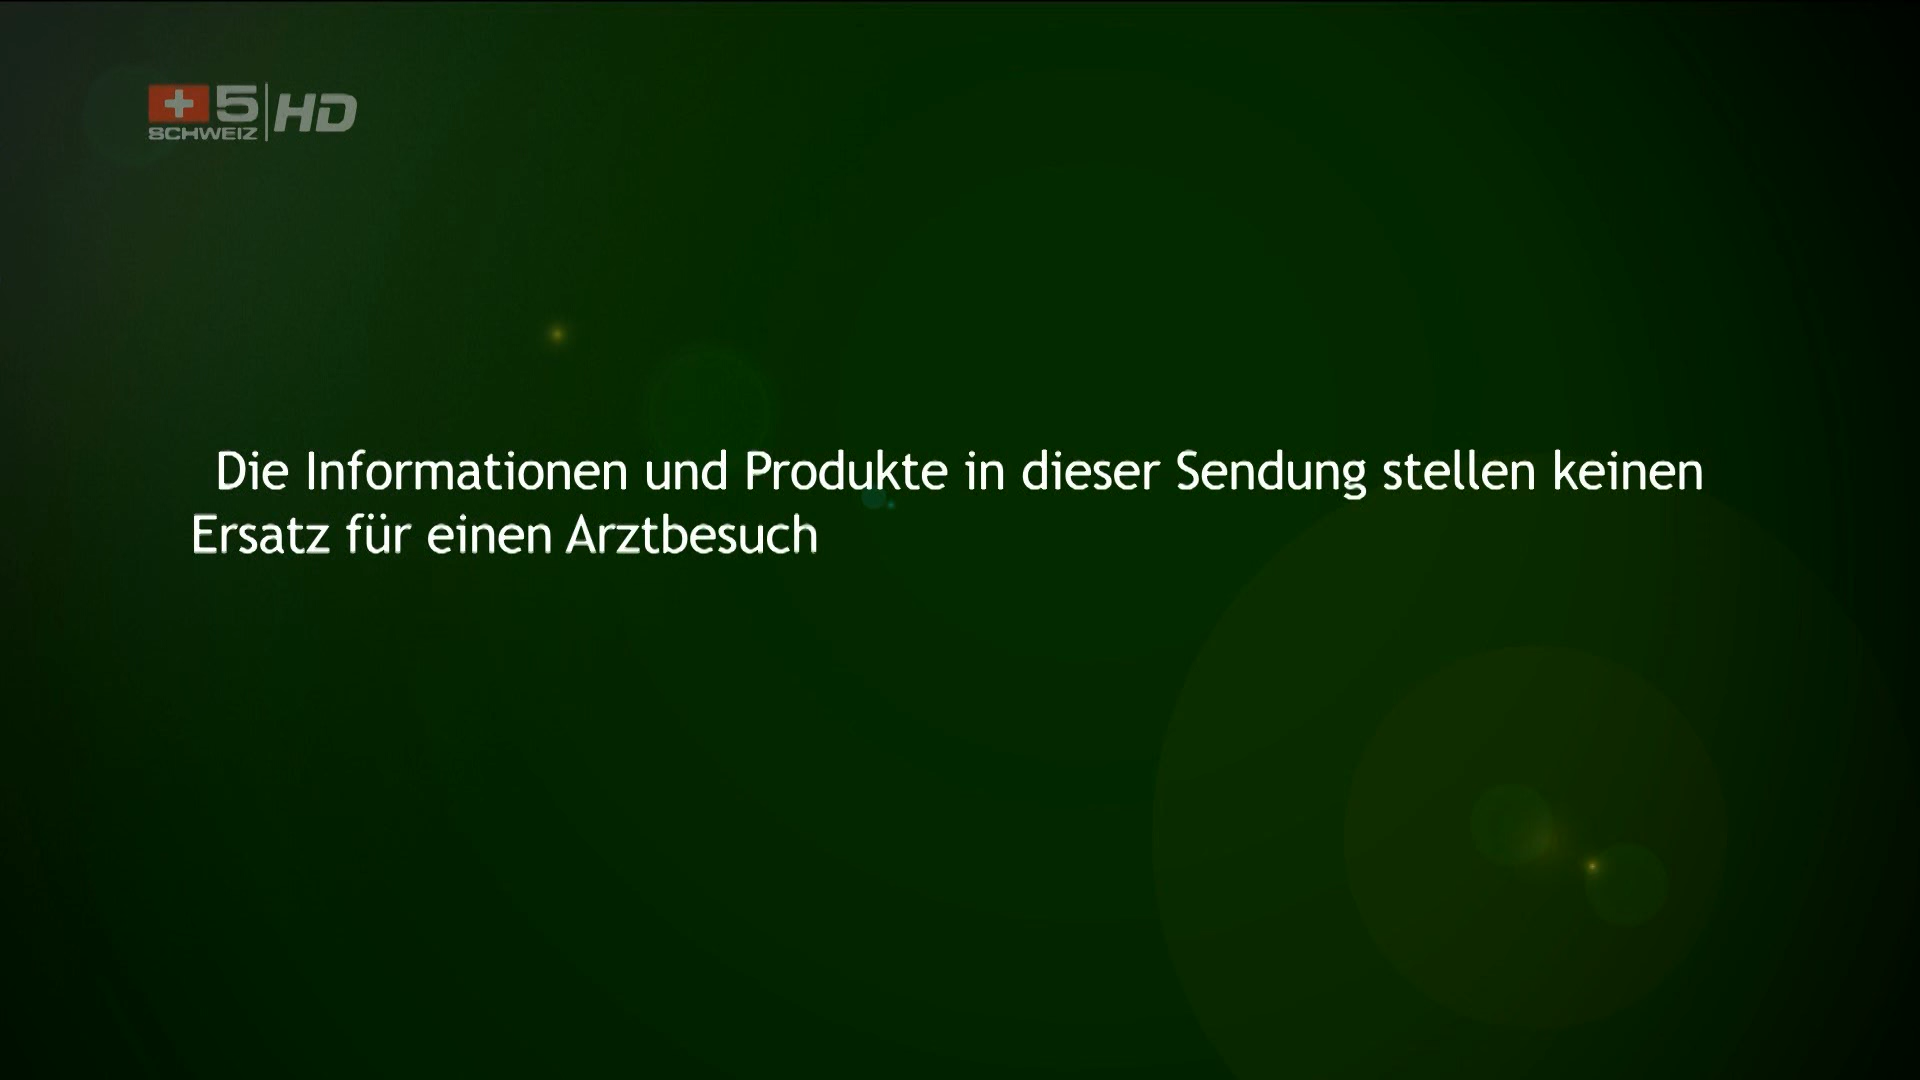 5 HD
SCHWEIZ
Die Informationen und Produkte in dieser Sendung stellen keinen
Ersatz für einen Arztbesuch